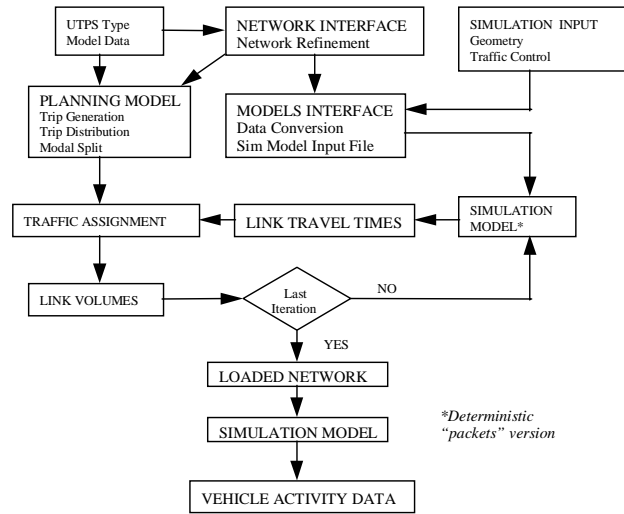 UTPS Type
Model Data
NETWORK INTERFACE
Network Refinement
SIMULATION INPUT
Geometry
Traffic Control
PLANNING MODEL
Trip Generation
Trip Distribution
Modal Split
MODELS INTERFACE
Data Conversion
Sim Model Input File
TRAFFIC ASSIGNMENT
LINK TRAVEL TIMES
SIMULATION
MODEL*
LINK VOLUMES
Last
Iteration
NO
YES
LOADED NETWORK
SIMULATION MODEL
*Deterministic
“packets” version
VEHICLE ACTIVITY DATA